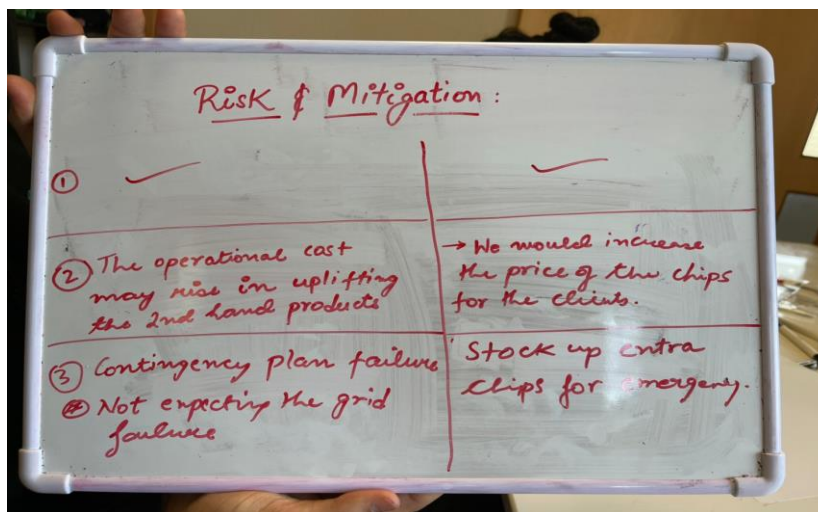 Risk & Mitigation :
①
② The operational cost
may rise in uplifting
the 2nd hand products
→ We would increase
the price of the chips
for the clients.
③ Contingency plan failure
# Not expecting the grid
failure
Stock up extra
chips for emergency.